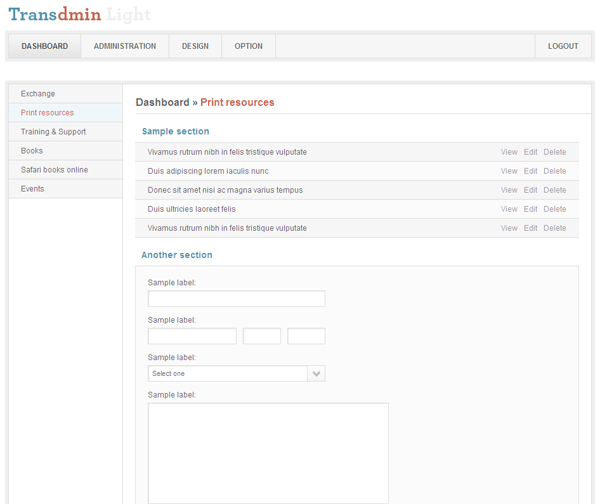 Transdmin Light
DASHBOARD ADMINISTRATION DESIGN OPTION LOGOUT
Exchange
Print resources
Training & Support
Books
Safari books online
Events
Dashboard » Print resources
Sample section
Vivamus rutrum nibh in felis tristique vulputate View Edit Delete
Duis adipiscing lorem iaculis nunc View Edit Delete
Donec sit amet nisi ac magna varius tempus View Edit Delete
Duis ultricies laoreet felis View Edit Delete
Vivamus rutrum nibh in felis tristique vulputate View Edit Delete
Another section
Sample label:
Sample label:
Sample label:
Select one
Sample label: